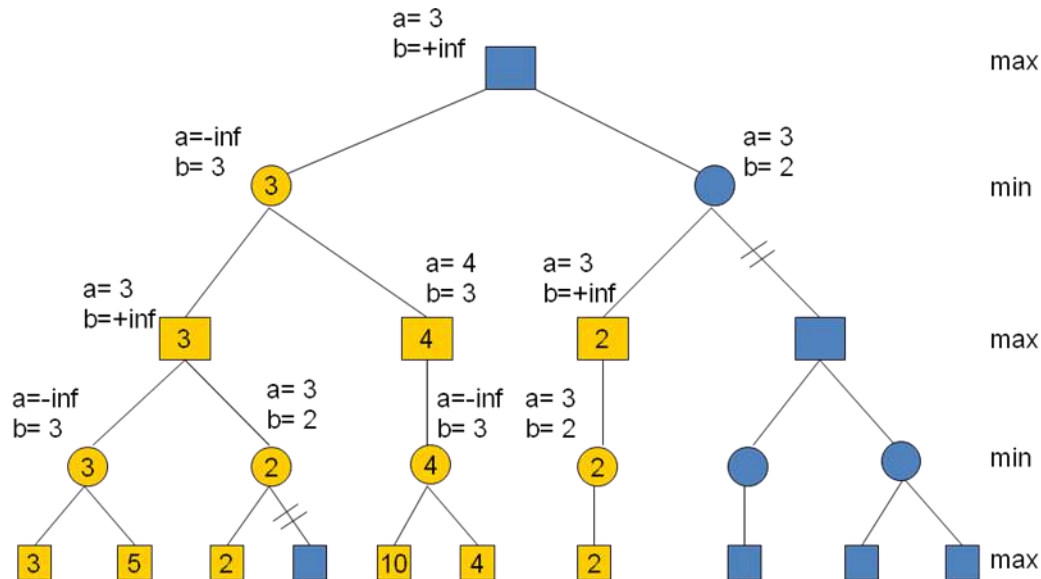 a= 3
b=+inf
max
a=-inf
b= 3
3
a= 3
b= 2
min
a= 3
b=+inf
3
a= 4
b= 3
4
a= 3
b=+inf
2
max
a=-inf
b= 3
3
a= 3
b= 2
2
a=-inf
b= 3
4
a= 3
b= 2
2
min
3
5
2
10
4
2
max